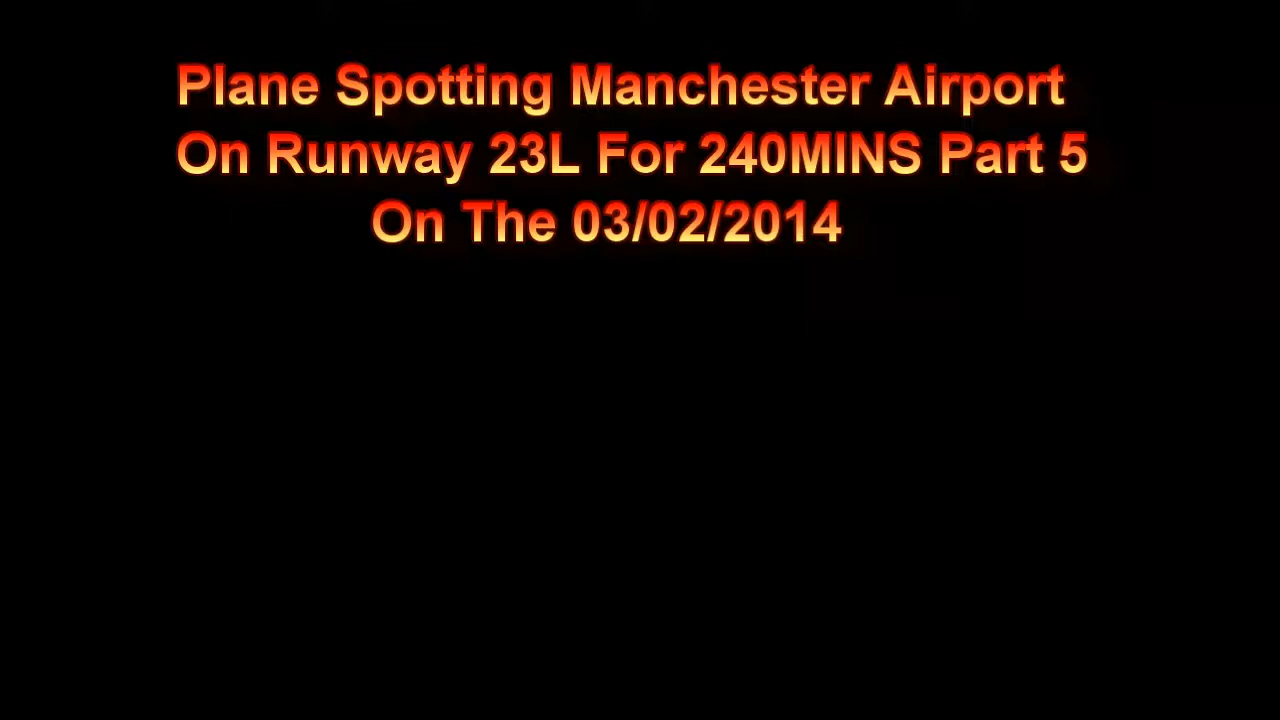 Plane Spotting Manchester Airport
On Runway 23L For 240MINS Part 5
On The 03/02/2014